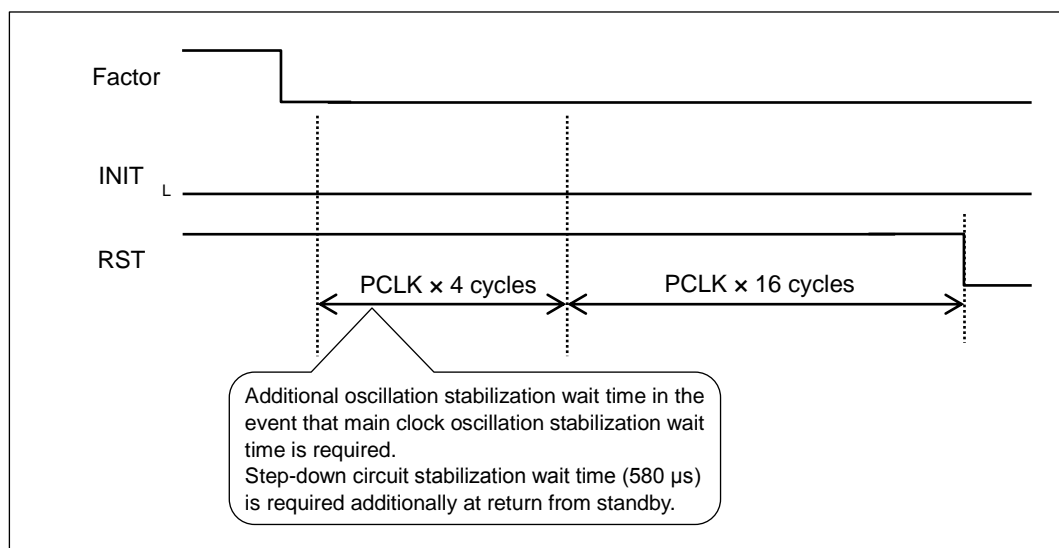 Factor
INIT
L
RST
PCLK × 4 cycles
PCLK × 16 cycles
Additional oscillation stabilization wait time in the
event that main clock oscillation stabilization wait
time is required.
Step-down circuit stabilization wait time (580 μs)
is required additionally at return from standby.